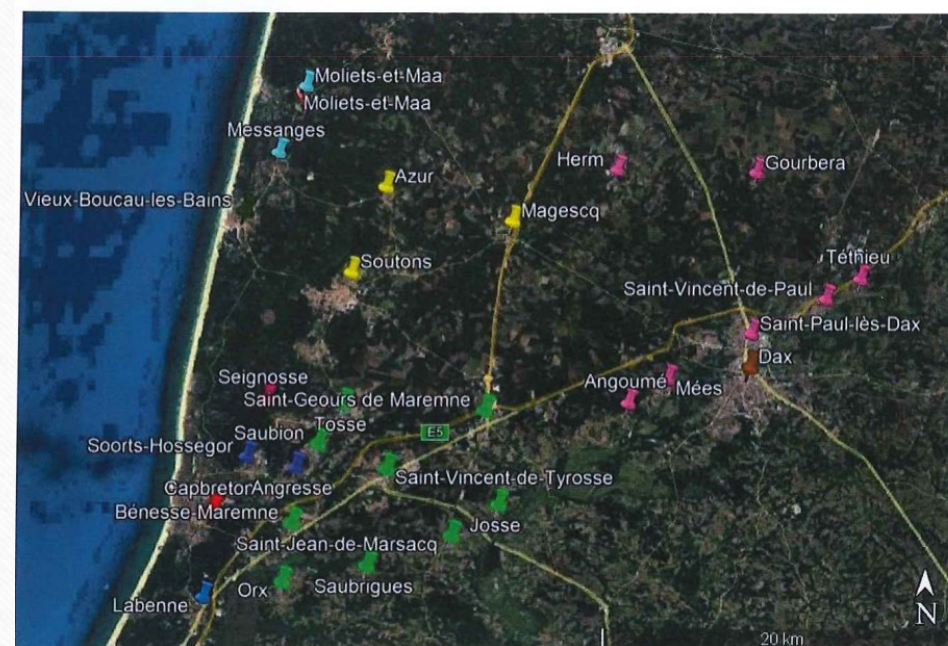 Moliets-et-Maa
Moliets-et-Maa
Messanges
Herm
Gourbera
Azur
Vieux-Boucau-les-Bains
Magescq
Soutons
Téthieu
Saint-Vincent-de-Paul
Saint-Paul-lès-Dax
Dax
Seignosse
Angoumé
Mées
Saint-Geours de Maremne
Tosse
E5
Soorts-Hossegor
Saubion
Saint-Vincent-de-Tyrosse
Capbreton
Angresse
Bénesse-Maremne
Josse
Saint-Jean-de-Marsacq
Orx
Saubrigues
Labenne
N
20 km